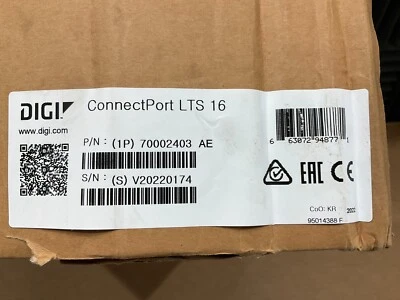 DIGI
www.digi.com
ConnectPort LTS 16
P/N: (1P) 70002403 AE
S/N: (S) V20220174
6 63072 94877 1
EAC CE
CoO: KR
95014388 F